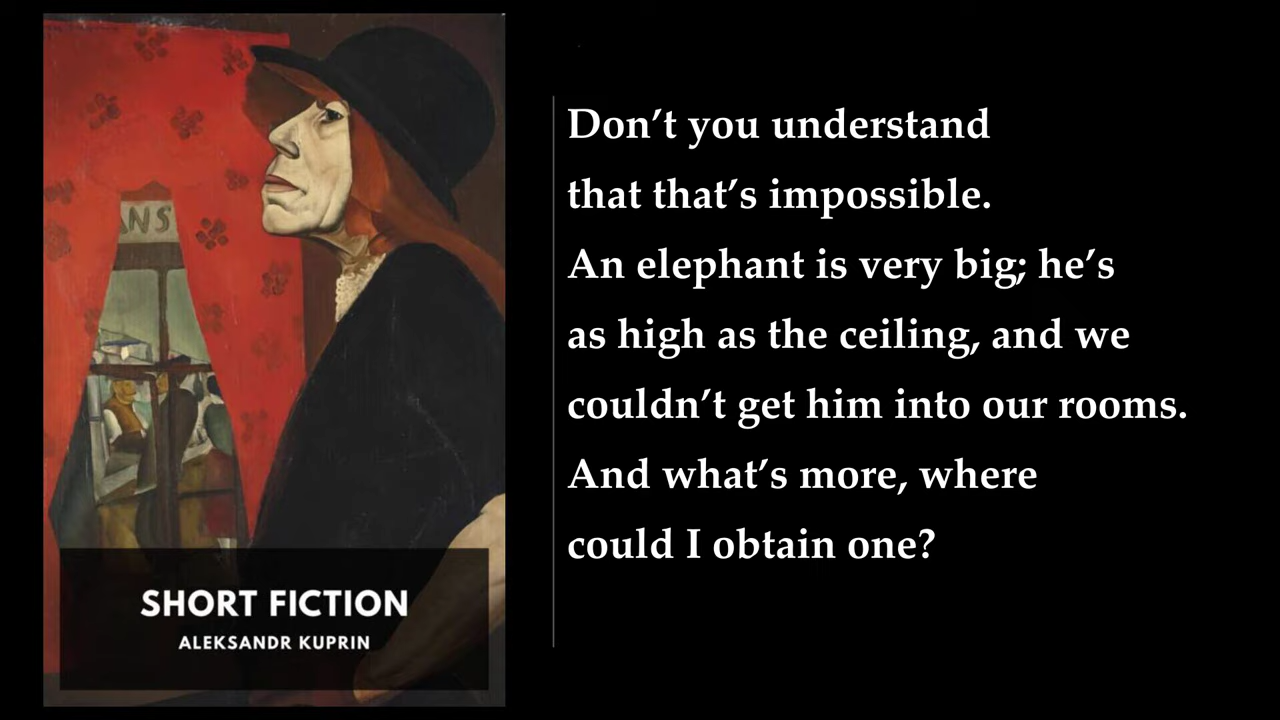 ANS
SHORT FICTION
ALEKSANDR KUPRIN
Don’t you understand
that that’s impossible.
An elephant is very big; he’s
as high as the ceiling, and we
couldn’t get him into our rooms.
And what’s more, where
could I obtain one?